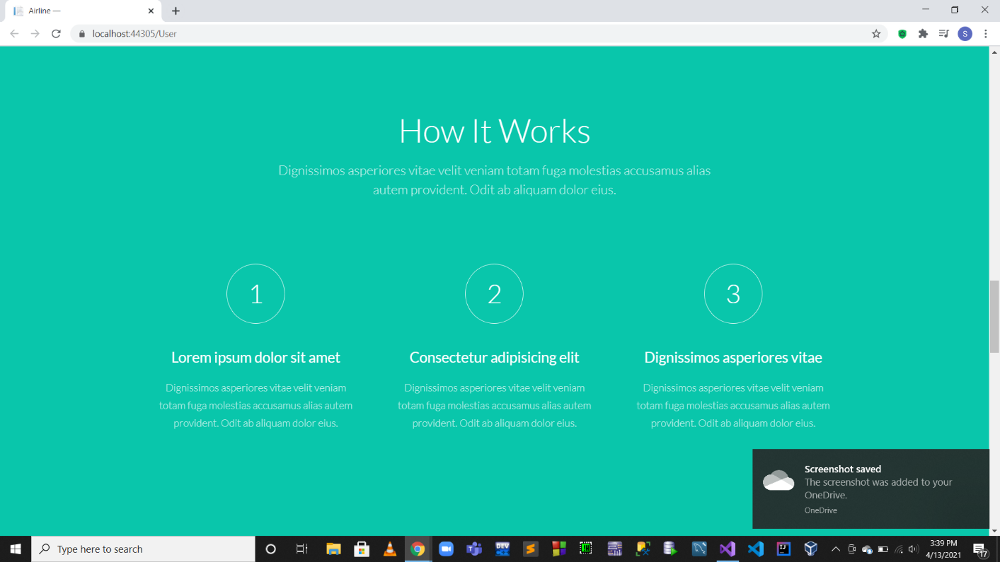 Airline —
localhost:44305/User
S
How It Works
Dignissimos asperiores vitae velit veniam totam fuga molestias accusamus alias
autem provident. Odit ab aliquam dolor eius.
1
2
3
Lorem ipsum dolor sit amet
Consectetur adipisicing elit
Dignissimos asperiores vitae
Dignissimos asperiores vitae velit veniam
totam fuga molestias accusamus alias autem
provident. Odit ab aliquam dolor eius.
Dignissimos asperiores vitae velit veniam
totam fuga molestias accusamus alias autem
provident. Odit ab aliquam dolor eius.
Dignissimos asperiores vitae velit veniam
totam fuga molestias accusamus alias autem
provident. Odit ab aliquam dolor eius.
Screenshot saved
The screenshot was added to your
OneDrive.
OneDrive
Type here to search
DEV
IJ
3:39 PM
4/13/2021
17